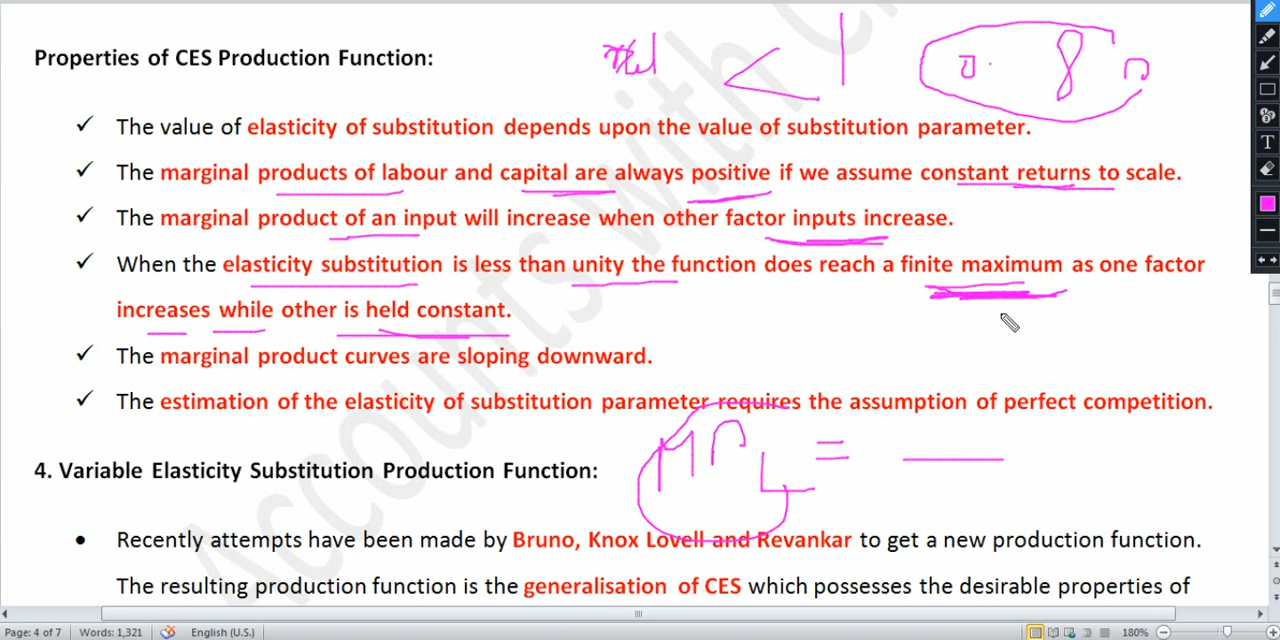 Properties of CES Production Function:
< 1
0.8
✓ The value of elasticity of substitution depends upon the value of substitution parameter.
✓ The marginal products of labour and capital are always positive if we assume constant returns to scale.
✓ The marginal product of an input will increase when other factor inputs increase.
✓ When the elasticity substitution is less than unity the function does reach a finite maximum as one factor
increases while other is held constant.
✓ The marginal product curves are sloping downward.
✓ The estimation of the elasticity of substitution parameter requires the assumption of perfect competition.
MPL =
4. Variable Elasticity Substitution Production Function:
• Recently attempts have been made by Bruno, Knox Lovell and Revankar to get a new production function.
The resulting production function is the generalisation of CES which possesses the desirable properties of
Page: 4 of 7 Words: 1,321 English (U.S.) 180%